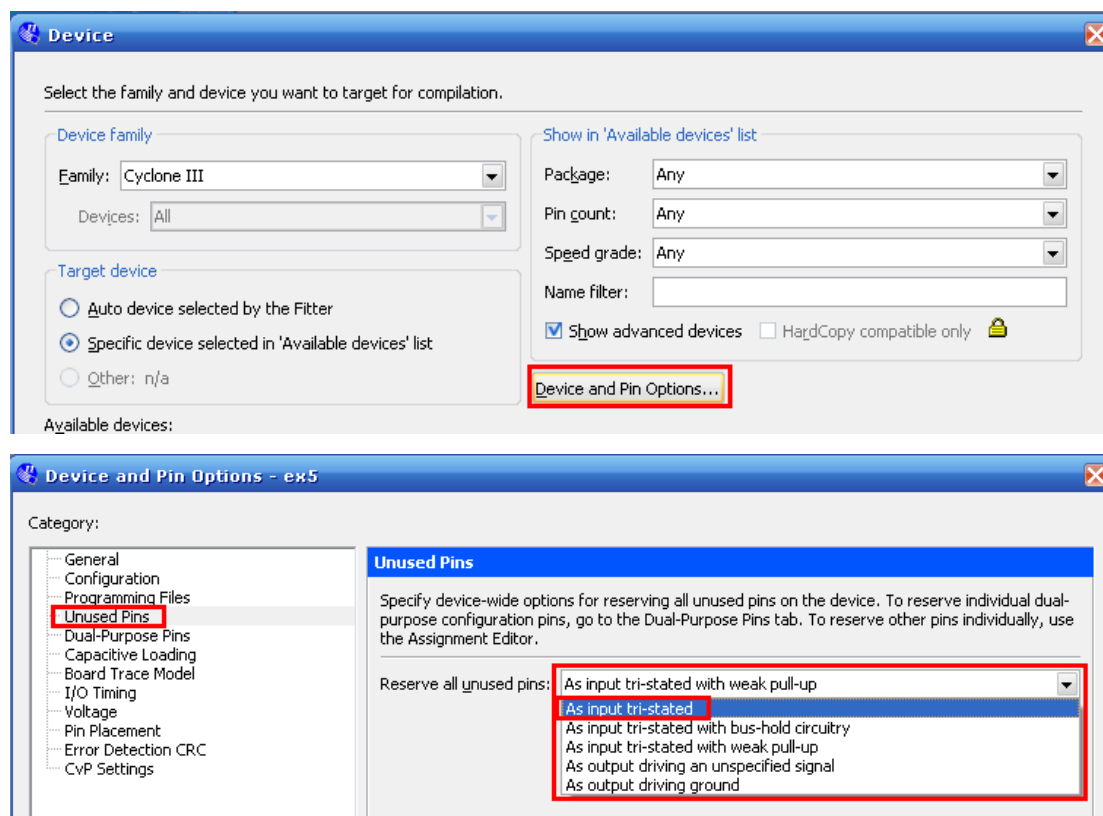 Device
Select the family and device you want to target for compilation.
Device family
Family: Cyclone III
Devices: All
Target device
Auto device selected by the Fitter
Specific device selected in 'Available devices' list
Other: n/a
Available devices:
Show in 'Available devices' list
Package: Any
Pin count: Any
Speed grade: Any
Name filter:
Show advanced devices HardCopy compatible only
Device and Pin Options...
Device and Pin Options - ex5
Category:
General
Configuration
Programming Files
Unused Pins
Dual-Purpose Pins
Capacitive Loading
Board Trace Model
I/O Timing
Voltage
Pin Placement
Error Detection CRC
CvP Settings
Unused Pins
Specify device-wide options for reserving all unused pins on the device. To reserve individual dual-
purpose configuration pins, go to the Dual-Purpose Pins tab. To reserve other pins individually, use
the Assignment Editor.
Reserve all unused pins: As input tri-stated with weak pull-up
As input tri-stated
As input tri-stated with bus-hold circuitry
As input tri-stated with weak pull-up
As output driving an unspecified signal
As output driving ground